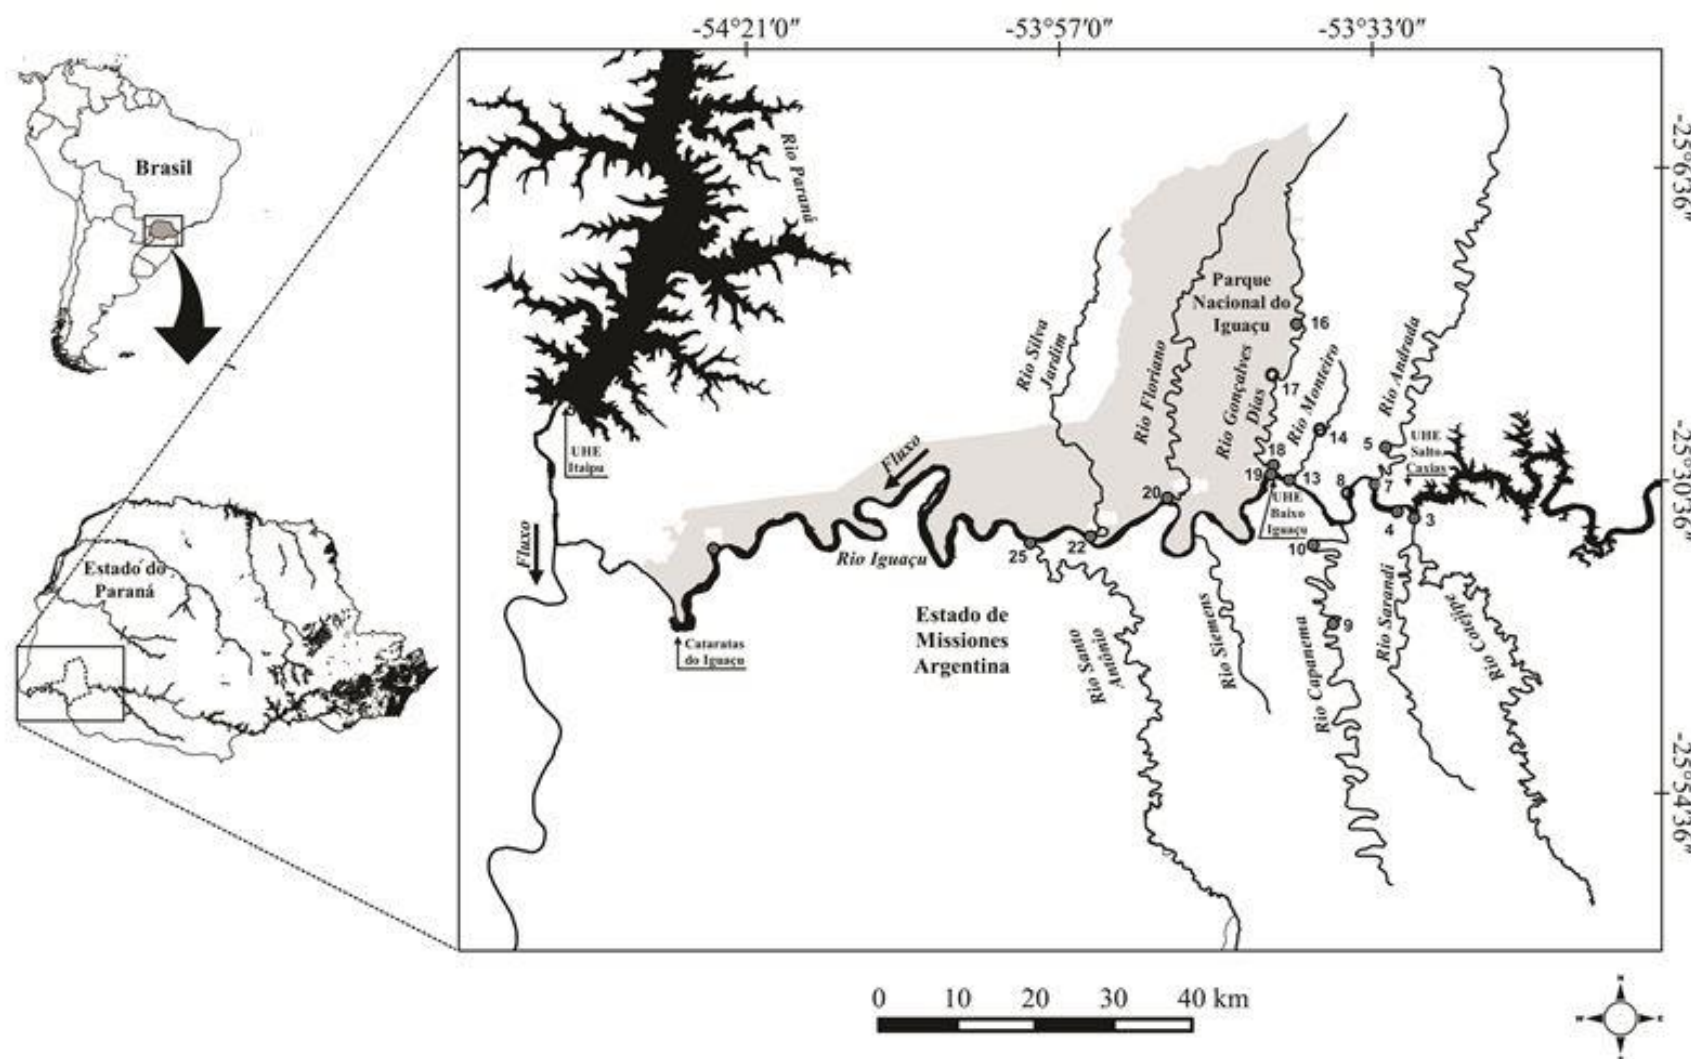 -54°21'0"
-53°57'0"
-53°33'0"
-25°6'36"
-25°30'36"
-25°54'36"
Brasil
Estado do
Paraná
Rio Paraná
UHE
Itaipu
Fluxo
Fluxo
Cataratas
do Iguaçu
Rio Iguaçu
Estado de
Missiones
Argentina
Parque
Nacional do
Iguaçu
Rio Silva
Jardim
Rio Floriano
Rio Gonçalves
Dias
Rio Monteiro
Rio Andrada
UHE
Salto
Caxias
UHE
Baixo
Iguaçu
Rio Santo
Antônio
Rio Siemens
Rio Capanema
Rio Sarandi
Rio Cotejipe
16
17
14
5
18
19
13
8
7
20
4
3
22
25
10
9
0 10 20 30 40 km
N
W
E